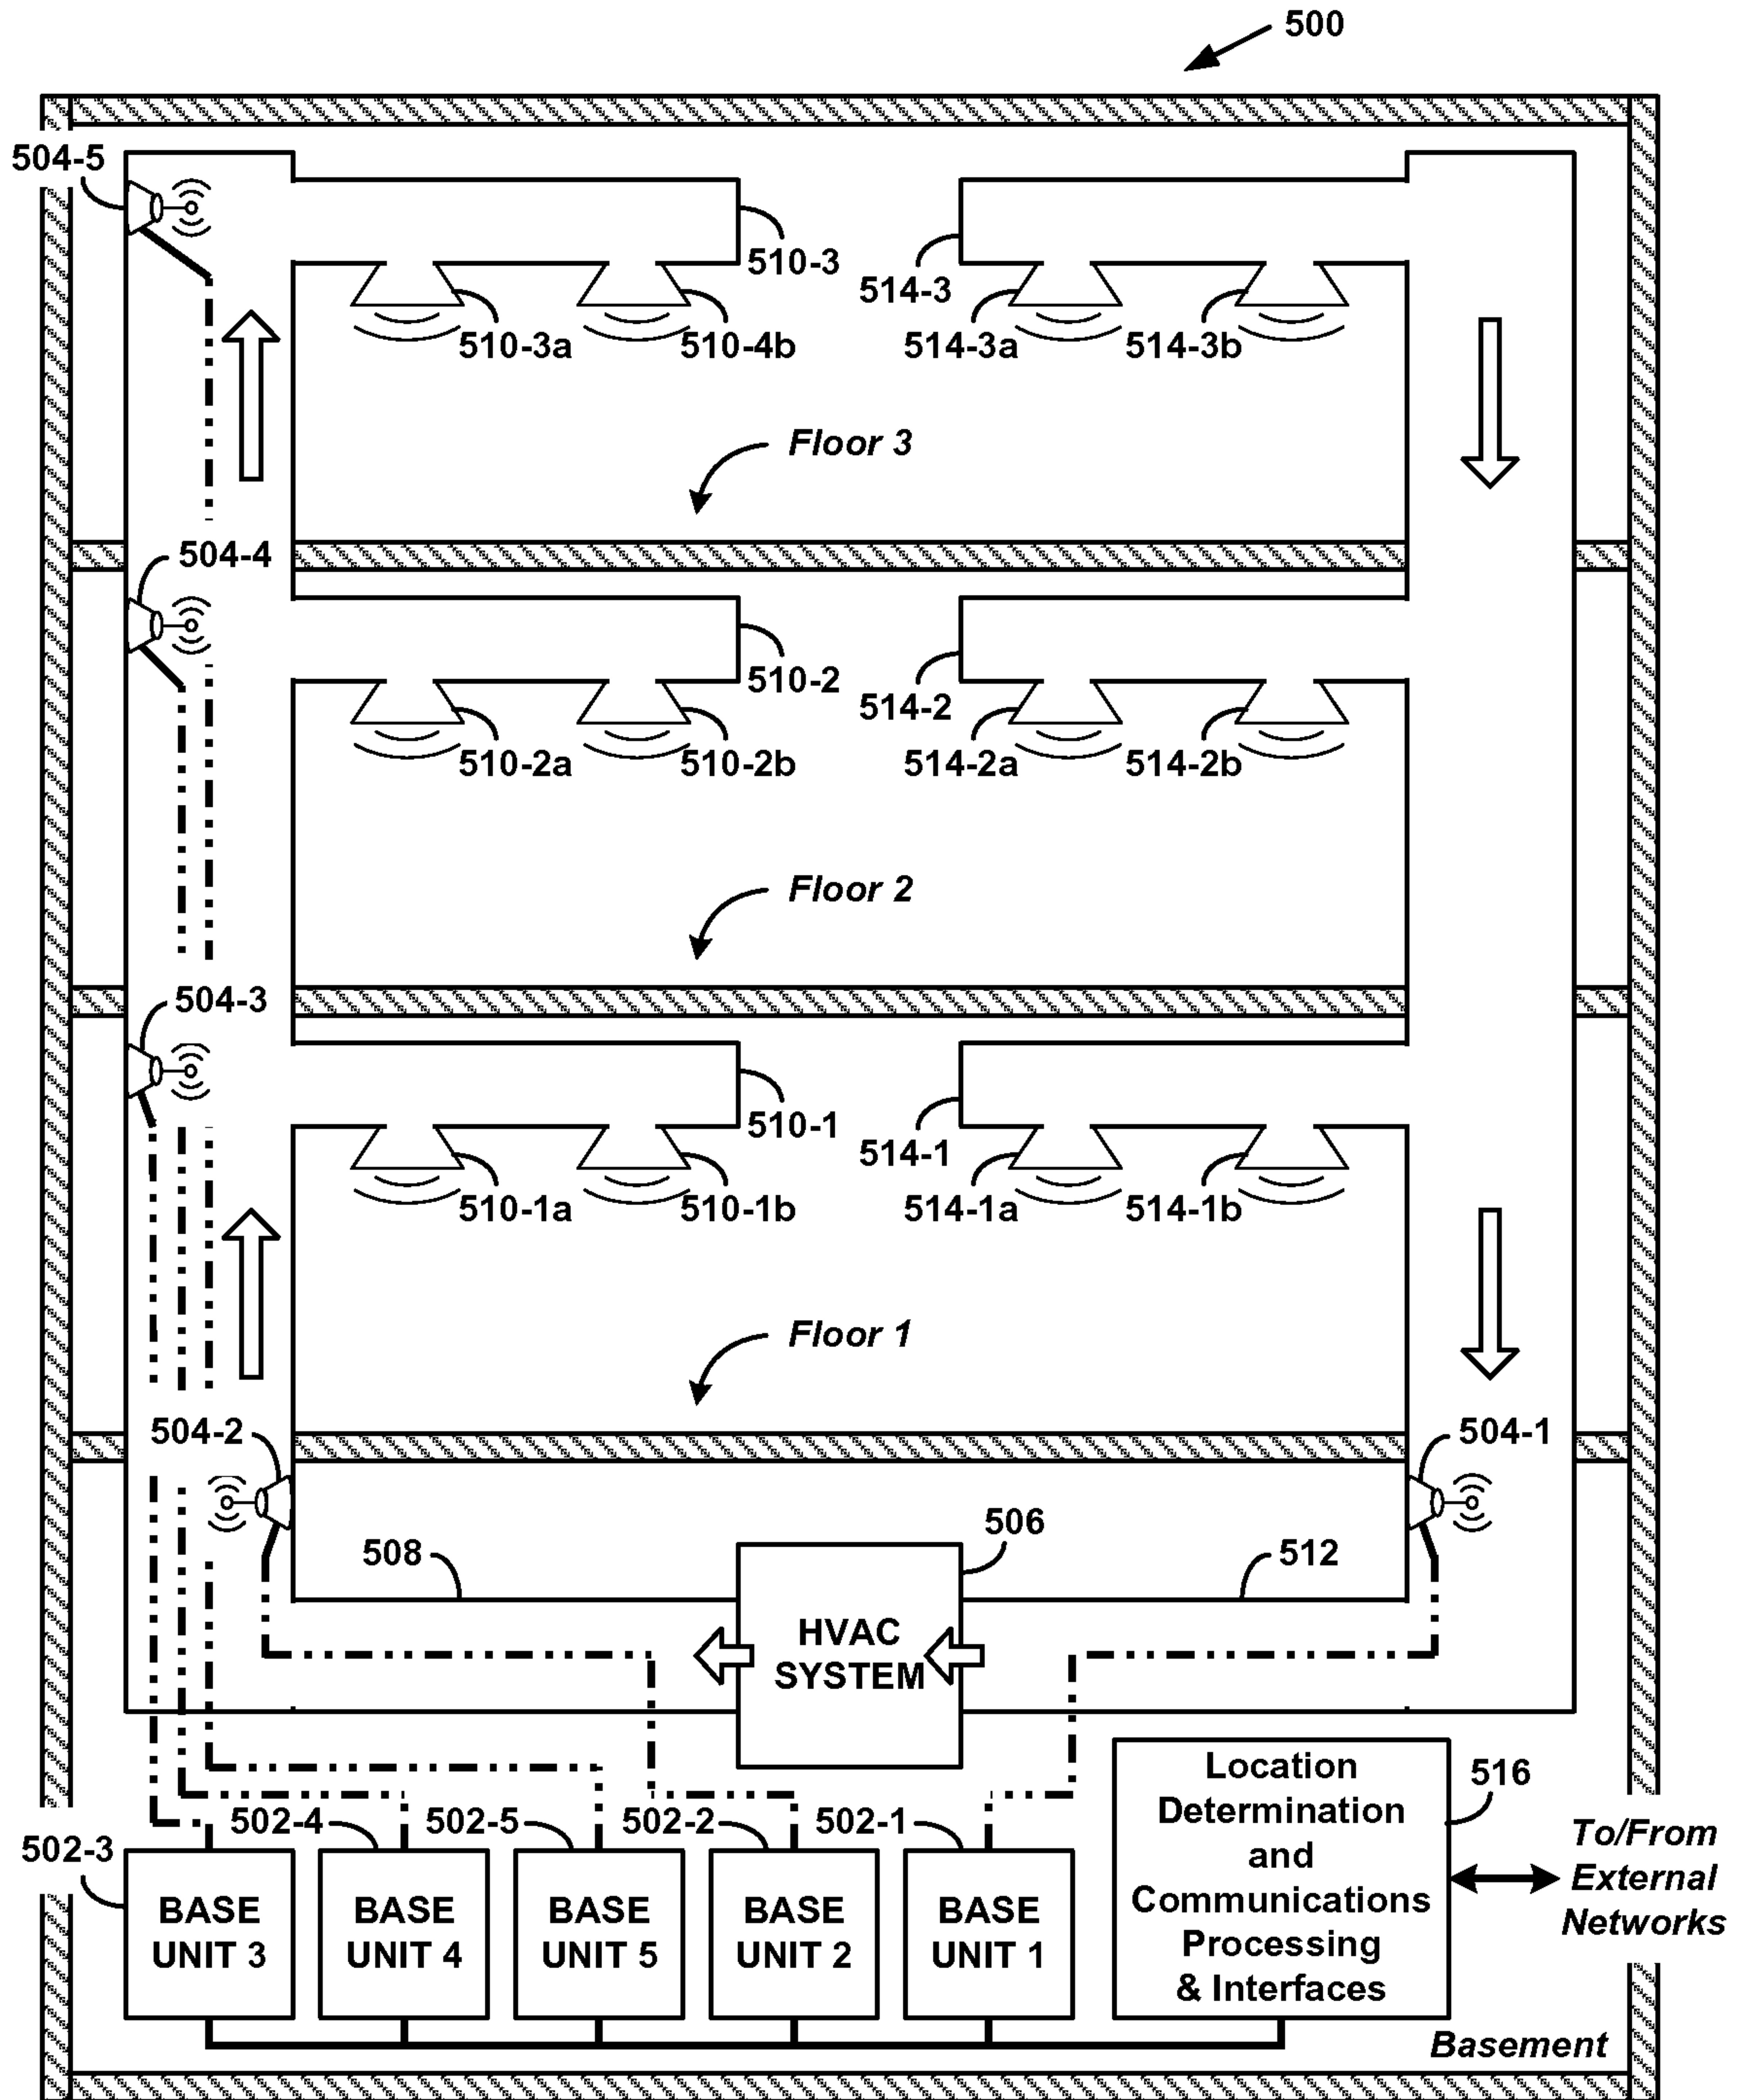 500
504-5
510-3
514-3
510-3a
510-4b
514-3a
514-3b
Floor 3
504-4
510-2
514-2
510-2a
510-2b
514-2a
514-2b
Floor 2
504-3
510-1
514-1
510-1a
510-1b
514-1a
514-1b
Floor 1
504-2
504-1
508
506
512
HVAC
SYSTEM
502-3
502-4
502-5
502-2
502-1
516
BASE
UNIT 3
BASE
UNIT 4
BASE
UNIT 5
BASE
UNIT 2
BASE
UNIT 1
Location
Determination
and
Communications
Processing
& Interfaces
To/From
External
Networks
Basement